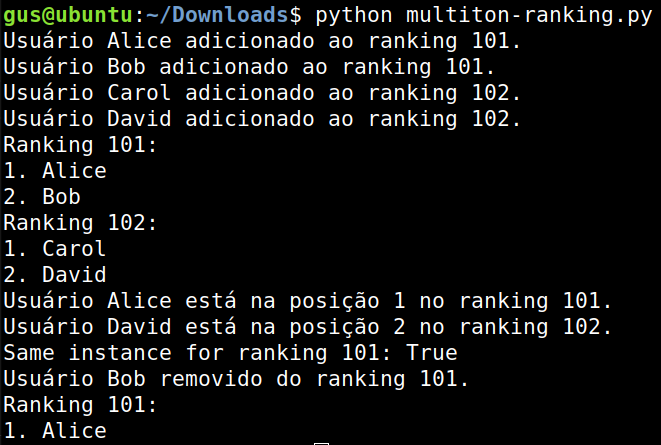 gus@ubuntu:~/Downloads$ python multiton-ranking.py
Usuário Alice adicionado ao ranking 101.
Usuário Bob adicionado ao ranking 101.
Usuário Carol adicionado ao ranking 102.
Usuário David adicionado ao ranking 102.
Ranking 101:
1. Alice
2. Bob
Ranking 102:
1. Carol
2. David
Usuário Alice está na posição 1 no ranking 101.
Usuário David está na posição 2 no ranking 102.
Same instance for ranking 101: True
Usuário Bob removido do ranking 101.
Ranking 101:
1. Alice